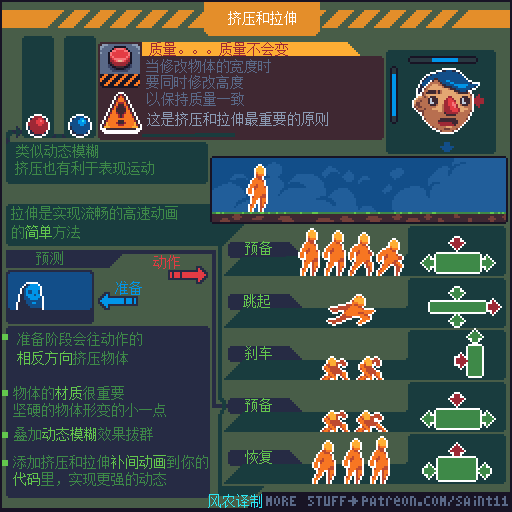 挤压和拉伸
质量。。。质量不会变
当修改物体的宽度时
要同时修改高度
以保持质量一致
这是挤压和拉伸最重要的原则
类似动态模糊
挤压也有利于表现运动
拉伸是实现流畅的高速动画
的简单方法
预测
动作
准备
准备阶段会往动作的
相反方向挤压物体
物体的材质很重要
坚硬的物体形变的小一点
叠加动态模糊效果拔群
添加挤压和拉伸补间动画到你的
代码里，实现更强的动态
预备
跳起
刹车
预备
恢复
风农译制
MORE STUFF→PATREON.COM/SAINT11